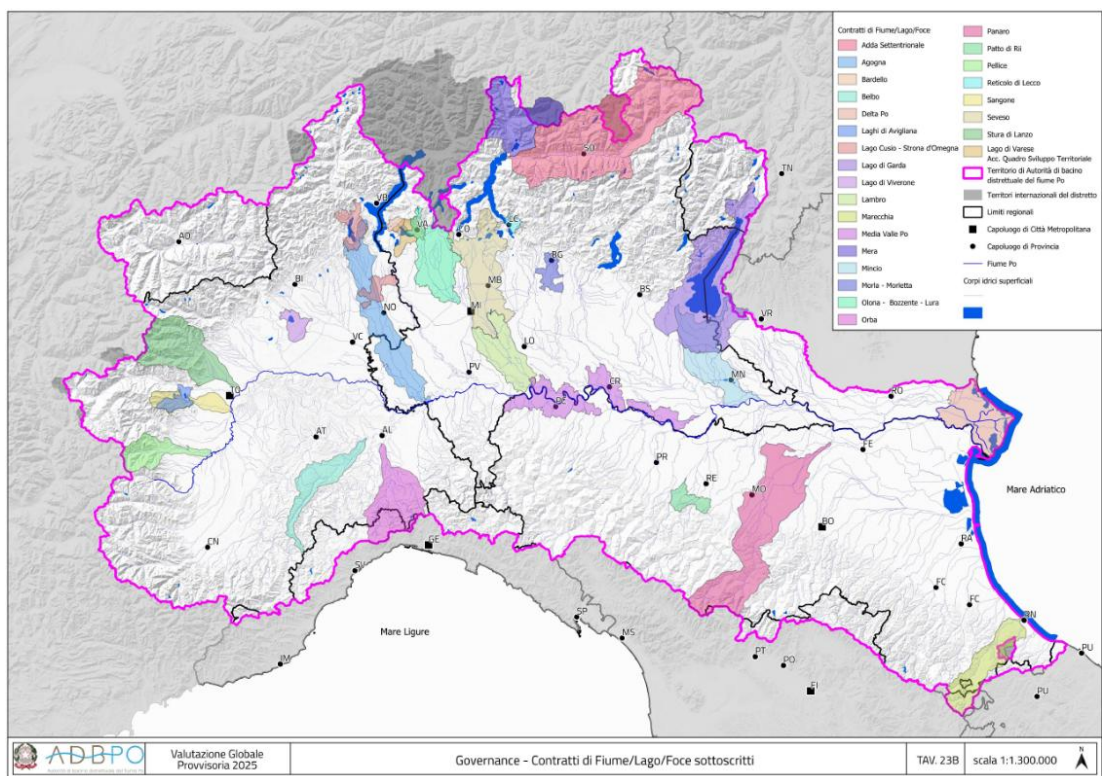 Contratti di Fiume/Lago/Foce
Adda Settentrionale
Agogna
Bardello
Belbo
Delta Po
Laghi di Avigliana
Lago Cusio - Strona d'Omegna
Lago di Garda
Lago di Viverone
Lambro
Marecchia
Media Valle Po
Mera
Mincio
Morla - Morletta
Olona - Bozzente - Lura
Orba
Panaro
Patto di Rii
Pellice
Reticolo di Lecco
Sangone
Seveso
Stura di Lanzo
Lago di Varese
Acc. Quadro Sviluppo Territoriale
Territorio di Autorità di bacino
distrettuale del fiume Po
Territori internazionali del distretto
Limiti regionali
Capoluogo di Città Metropolitana
Capoluogo di Provincia
Fiume Po
Corpi idrici superficiali
SO
TN
VB
AO
VA
CO
LC
BI
BG
MB
BS
NO
MI
VR
VC
LO
PV
MN
TO
CR
PC
RO
AT
AL
FE
PR
RE
MO
BO
Mare Adriatico
RA
CN
GE
SV
FC
FC
RN
SP
MS
Mare Ligure
IM
PT
PO
PU
FI
PU
ADBPO
Autorità di bacino distrettuale del fiume Po
Valutazione Globale
Provvisoria 2025
Governance - Contratti di Fiume/Lago/Foce sottoscritti
TAV. 23B
scala 1:1.300.000
N